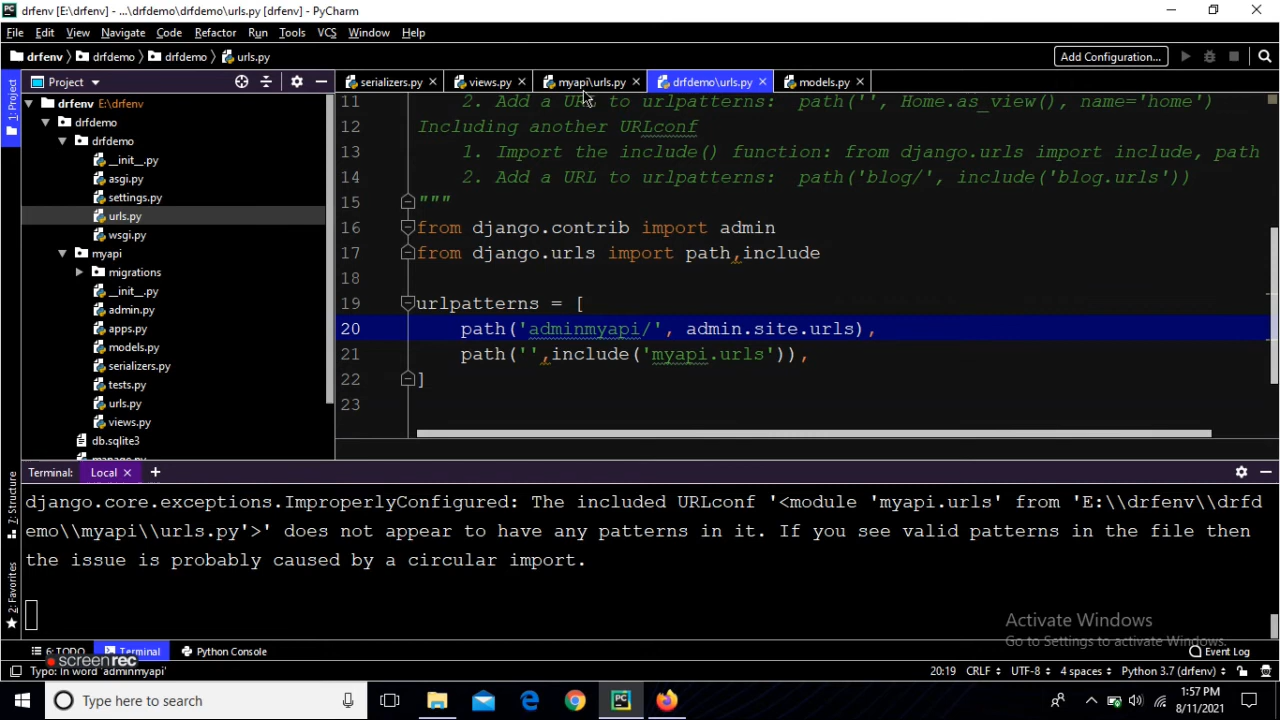 drfenv [E:\drfenv] - ...\drfdemo\drfdemo\urls.py [drfenv] - PyCharm
File Edit View Navigate Code Refactor Run Tools VCS Window Help
drfenv drfdemo drfdemo urls.py Add Configuration...
1: Project
Project
serializers.py views.py myapi\urls.py drfdemo\urls.py models.py
drfenv E:\drfenv
drfdemo
drfdemo
__init__.py
asgi.py
settings.py
urls.py
wsgi.py
myapi
migrations
__init__.py
admin.py
apps.py
models.py
serializers.py
tests.py
urls.py
views.py
db.sqlite3
manage.py
11 2. Add a URL to urlpatterns: path('', Home.as_view(), name='home')
12 Including another URLconf
13 1. Import the include() function: from django.urls import include, path
14 2. Add a URL to urlpatterns: path('blog/', include('blog.urls'))
15 """
16 from django.contrib import admin
17 from django.urls import path,include
18
19 urlpatterns = [
20 path('adminmyapi/', admin.site.urls),
21 path('',include('myapi.urls')),
22 ]
23
Terminal: Local +
7: Structure
2: Favorites
django.core.exceptions.ImproperlyConfigured: The included URLconf '<module 'myapi.urls' from 'E:\\drfenv\\drfd
emo\\myapi\\urls.py'>' does not appear to have any patterns in it. If you see valid patterns in the file then
the issue is probably caused by a circular import.
Activate Windows
Go to Settings to activate Windows.
6: TODO Terminal Python Console Event Log
screenrec
Typo: In word 'adminmyapi' 20:19 CRLF UTF-8 4 spaces Python 3.7 (drfenv)
Type here to search
1:57 PM
8/11/2021